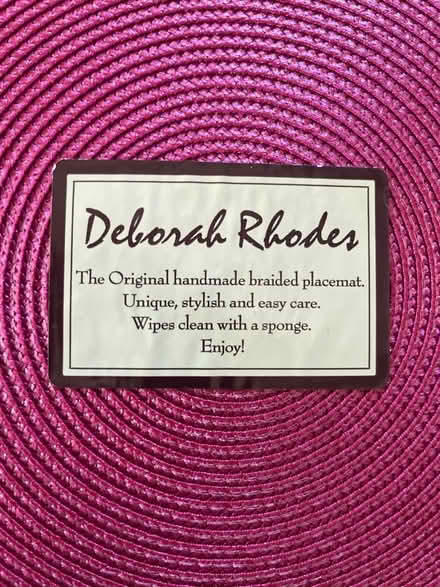 Deborah Rhodes
The Original handmade braided placemat.
Unique, stylish and easy care.
Wipes clean with a sponge.
Enjoy!